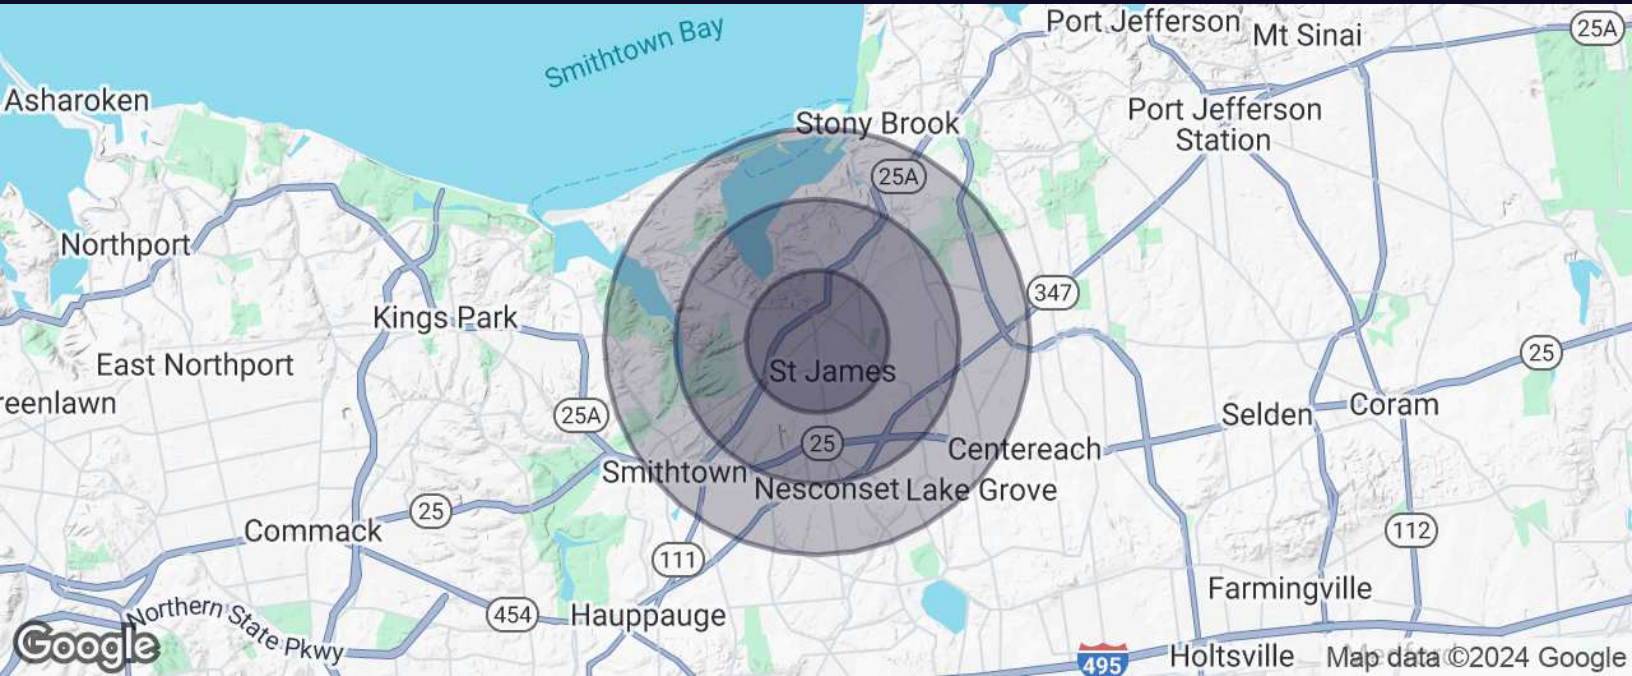 Port Jefferson
Mt Sinai
25A
Smithtown Bay
Asharoken
Port Jefferson
Station
Stony Brook
25A
Northport
347
Kings Park
East Northport
reenlawn
25
St James
25A
Selden
Coram
25
Centereach
Smithtown
Nesconset
Lake Grove
25
Commack
112
111
Farmingville
454
Hauppauge
Northern State Pkwy
Google
495
Holtsville
Map data ©2024 Google